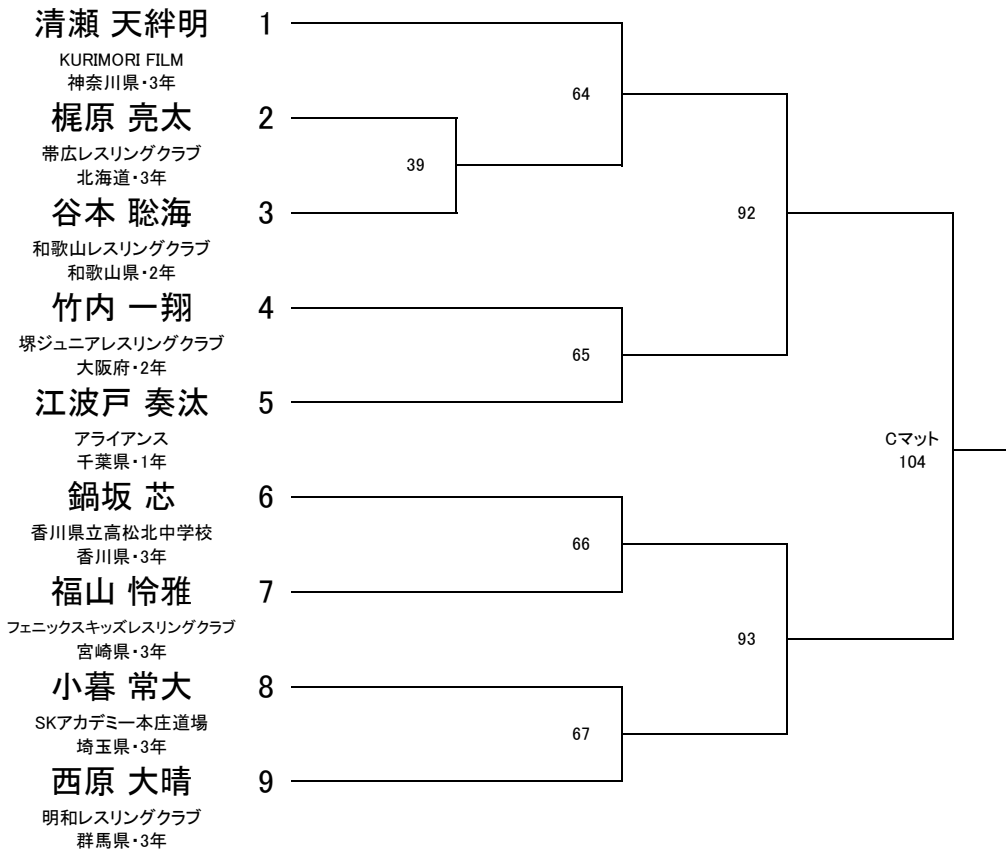 清瀬 天絆明 1
KURIMORI FILM
神奈川県・3年
64
梶原 亮太 2
帯広レスリングクラブ
39
北海道・3年
谷本 聡海 3
92
和歌山レスリングクラブ
和歌山県・2年
竹内 一翔 4
堺ジュニアレスリングクラブ
65
大阪府・2年
江波戸 奏汰 5
アライアンス
Cマット
千葉県・1年
104
鍋坂 芯 6
香川県立高松北中学校
66
香川県・3年
福山 怜雅 7
フェニックスキッズレスリングクラブ
93
宮崎県・3年
小暮 常大 8
SKアカデミー本庄道場
67
埼玉県・3年
西原 大晴 9
明和レスリングクラブ
群馬県・3年